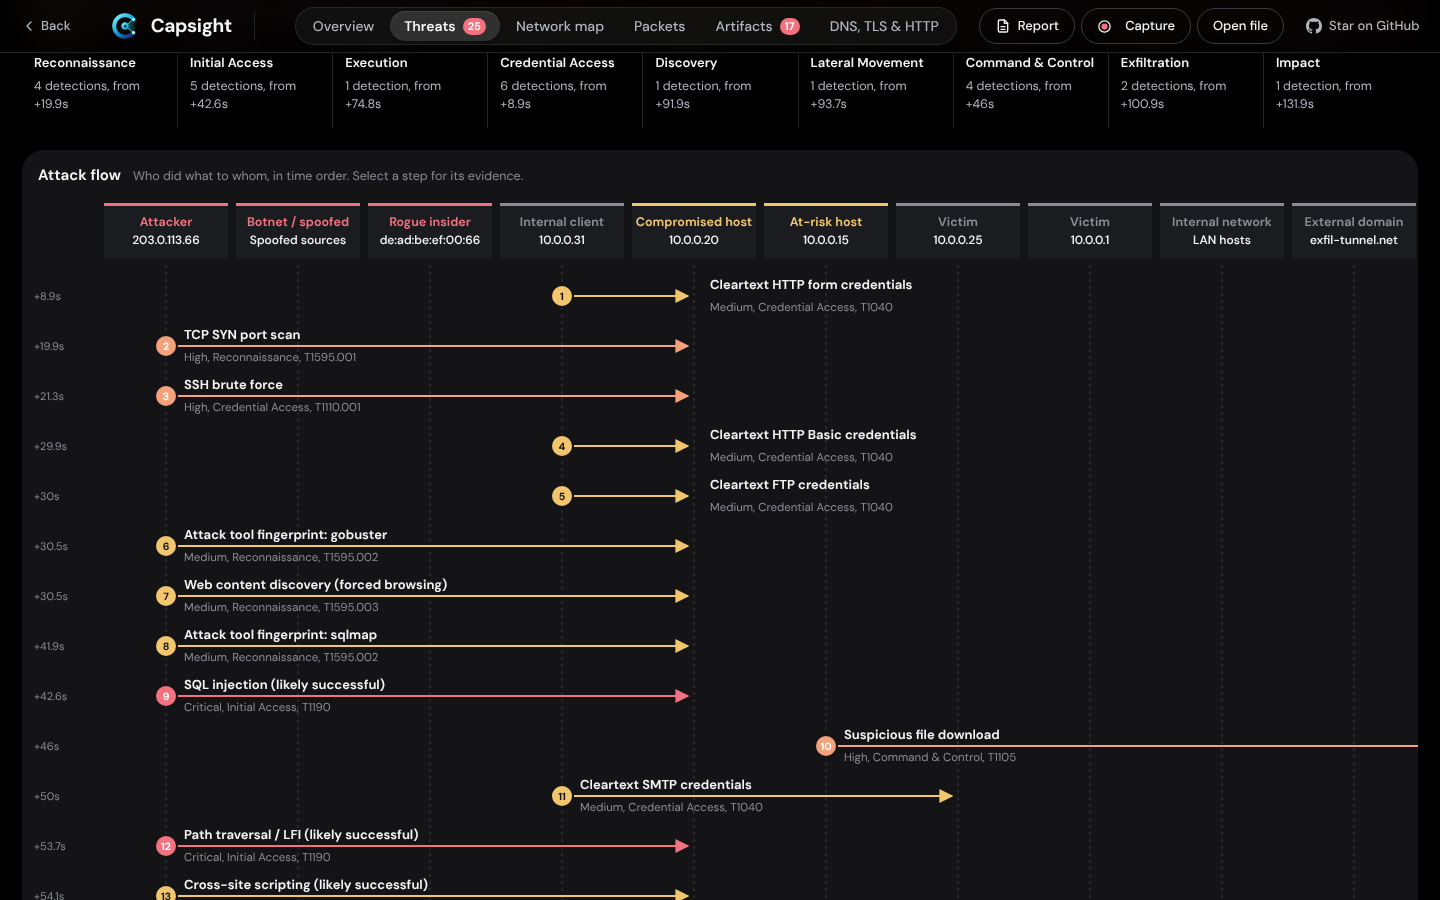 Back
Capsight
Overview
Threats 25
Network map
Packets
Artifacts 17
DNS, TLS & HTTP
Report
Capture
Open file
Star on GitHub
Reconnaissance
4 detections, from
+19.9s
Initial Access
5 detections, from
+42.6s
Execution
1 detection, from
+74.8s
Credential Access
6 detections, from
+8.9s
Discovery
1 detection, from
+91.9s
Lateral Movement
1 detection, from
+93.7s
Command & Control
4 detections, from
+46s
Exfiltration
2 detections, from
+100.9s
Impact
1 detection, from
+131.9s
Attack flow Who did what to whom, in time order. Select a step for its evidence.
Attacker
203.0.113.66
Botnet / spoofed
Spoofed sources
Rogue insider
de:ad:be:ef:00:66
Internal client
10.0.0.31
Compromised host
10.0.0.20
At-risk host
10.0.0.15
Victim
10.0.0.25
Victim
10.0.0.1
Internal network
LAN hosts
External domain
exfil-tunnel.net
+8.9s
1
Cleartext HTTP form credentials
Medium, Credential Access, T1040
+19.9s
2
TCP SYN port scan
High, Reconnaissance, T1595.001
+21.3s
3
SSH brute force
High, Credential Access, T1110.001
+29.9s
4
Cleartext HTTP Basic credentials
Medium, Credential Access, T1040
+30s
5
Cleartext FTP credentials
Medium, Credential Access, T1040
+30.5s
6
Attack tool fingerprint: gobuster
Medium, Reconnaissance, T1595.002
+30.5s
7
Web content discovery (forced browsing)
Medium, Reconnaissance, T1595.003
+41.9s
8
Attack tool fingerprint: sqlmap
Medium, Reconnaissance, T1595.002
+42.6s
9
SQL injection (likely successful)
Critical, Initial Access, T1190
+46s
10
Suspicious file download
High, Command & Control, T1105
+50s
11
Cleartext SMTP credentials
Medium, Credential Access, T1040
+53.7s
12
Path traversal / LFI (likely successful)
Critical, Initial Access, T1190
+54.1s
13
Cross-site scripting (likely successful)